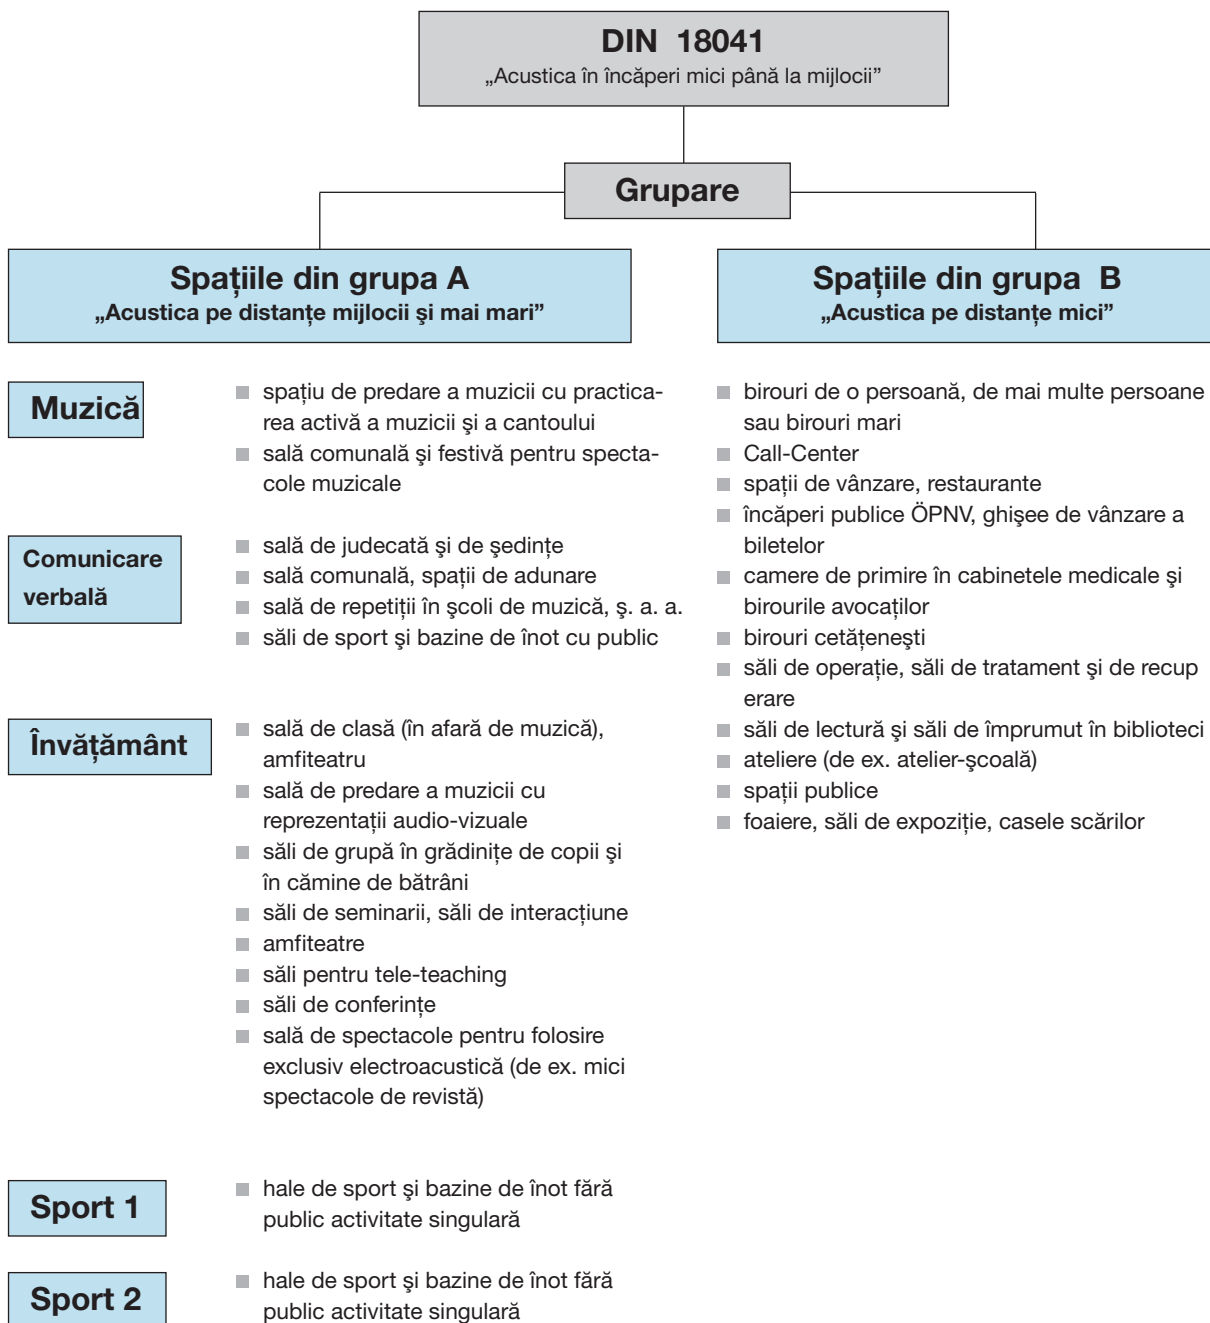 DIN 18041
„Acustica în încăperi mici până la mijlocii”
Grupare
Spațiile din grupa A
„Acustica pe distanțe mijlocii şi mai mari”
Muzică
spațiu de predare a muzicii cu practica-
rea activă a muzicii şi a cantoului
sală comunală şi festivă pentru specta-
cole muzicale
Comunicare
verbală
sală de judecată şi de şedințe
sală comunală, spații de adunare
sală de repetiții în şcoli de muzică, ş. a. a.
săli de sport şi bazine de înot cu public
Învățământ
sală de clasă (în afară de muzică),
amfiteatru
sală de predare a muzicii cu
reprezentații audio-vizuale
săli de grupă în grădinițe de copii şi
în cămine de bătrâni
săli de seminarii, săli de interacțiune
amfiteatre
săli pentru tele-teaching
săli de conferințe
sală de spectacole pentru folosire
exclusiv electroacustică (de ex. mici
spectacole de revistă)
Sport 1
hale de sport şi bazine de înot fără
public activitate singulară
Sport 2
hale de sport şi bazine de înot fără
public activitate singulară
Spațiile din grupa B
„Acustica pe distanțe mici”
birouri de o persoană, de mai multe persoane
sau birouri mari
Call-Center
spații de vânzare, restaurante
încăperi publice ÖPNV, ghişee de vânzare a
biletelor
camere de primire în cabinetele medicale şi
birourile avocaților
birouri cetățeneşti
săli de operație, săli de tratament şi de recup
erare
săli de lectură şi săli de împrumut în biblioteci
ateliere (de ex. atelier-şcoală)
spații publice
foaiere, săli de expoziție, casele scărilor